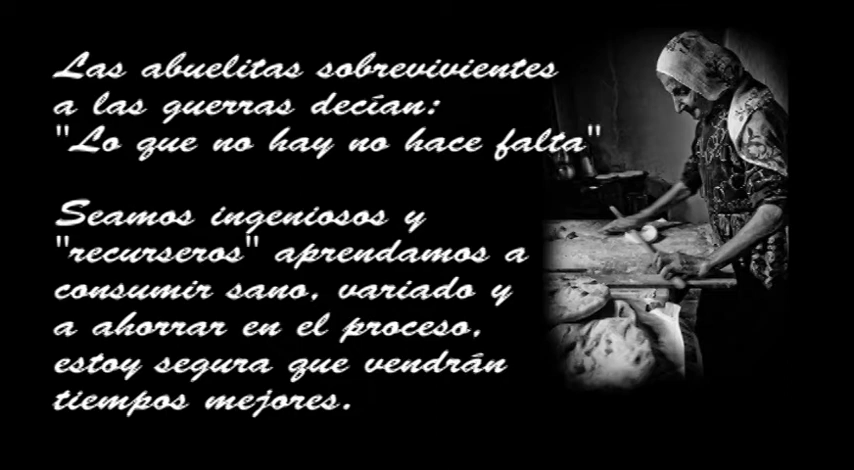 Las abuelitas sobrevivientes
a las guerras decían:
"Lo que no hay no hace falta"
Seamos ingeniosos y
"recurseros" aprendamos a
consumir sano, variado y
a ahorrar en el proceso,
estoy segura que vendrán
tiempos mejores.